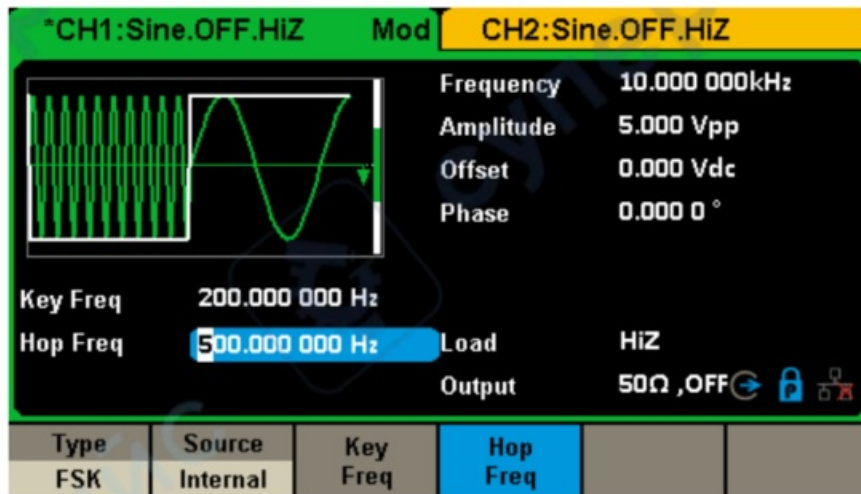 *CH1:Sine.OFF.HiZ Mod CH2:Sine.OFF.HiZ
Frequency 10.000 000kHz
Amplitude 5.000 Vpp
Offset 0.000 Vdc
Phase 0.000 0 °
Key Freq 200.000 000 Hz
Hop Freq 500.000 000 Hz
Load HiZ
Output 50Ω ,OFF
Type Source Key Freq Hop Freq
FSK Internal